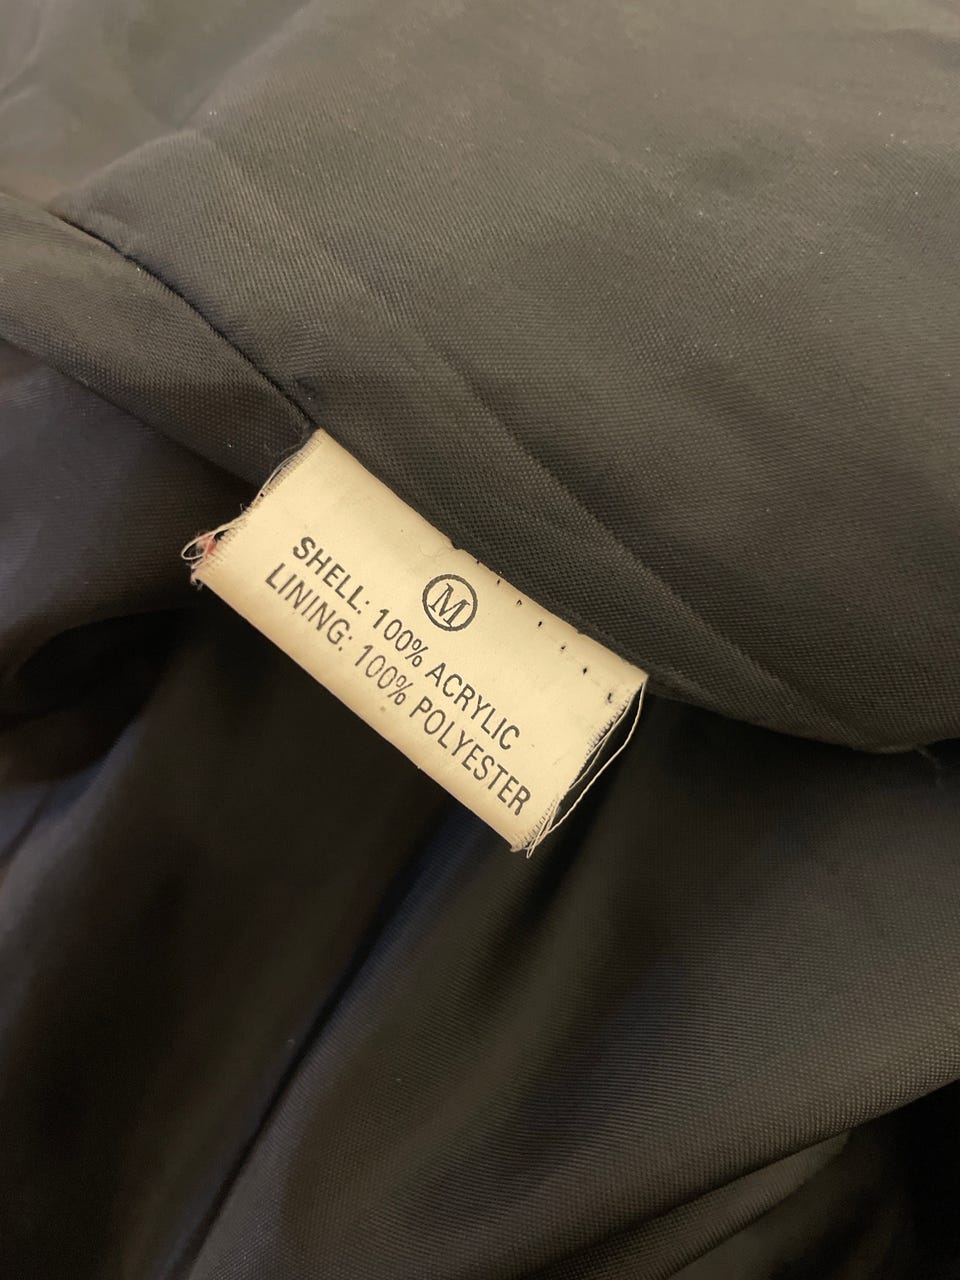 M
SHELL: 100% ACRYLIC
LINING: 100% POLYESTER